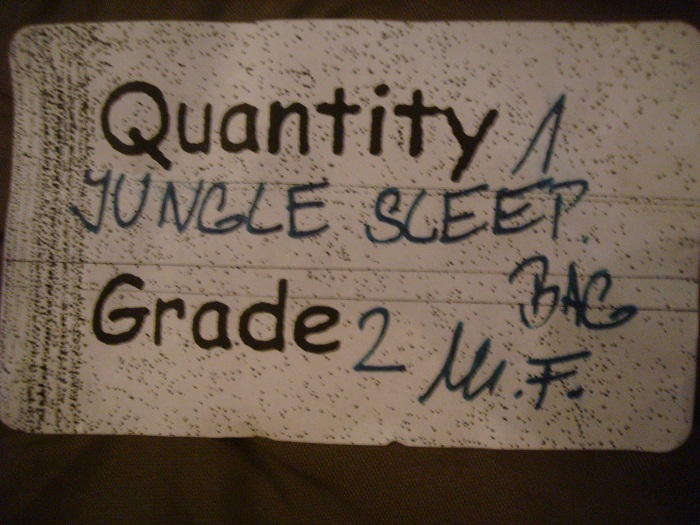 Quantity 1
JUNGLE SLEEP.
BAG
Grade 2
M.F.